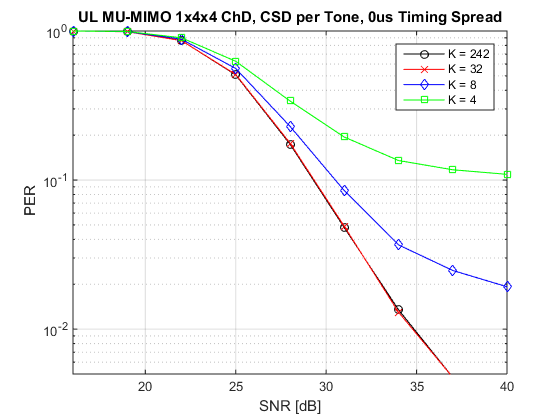 UL MU-MIMO 1x4x4 ChD, CSD per Tone, 0us Timing Spread
10^0
K = 242
K = 32
K = 8
K = 4
10^-1
PER
10^-2
20 25 30 35 40
SNR [dB]